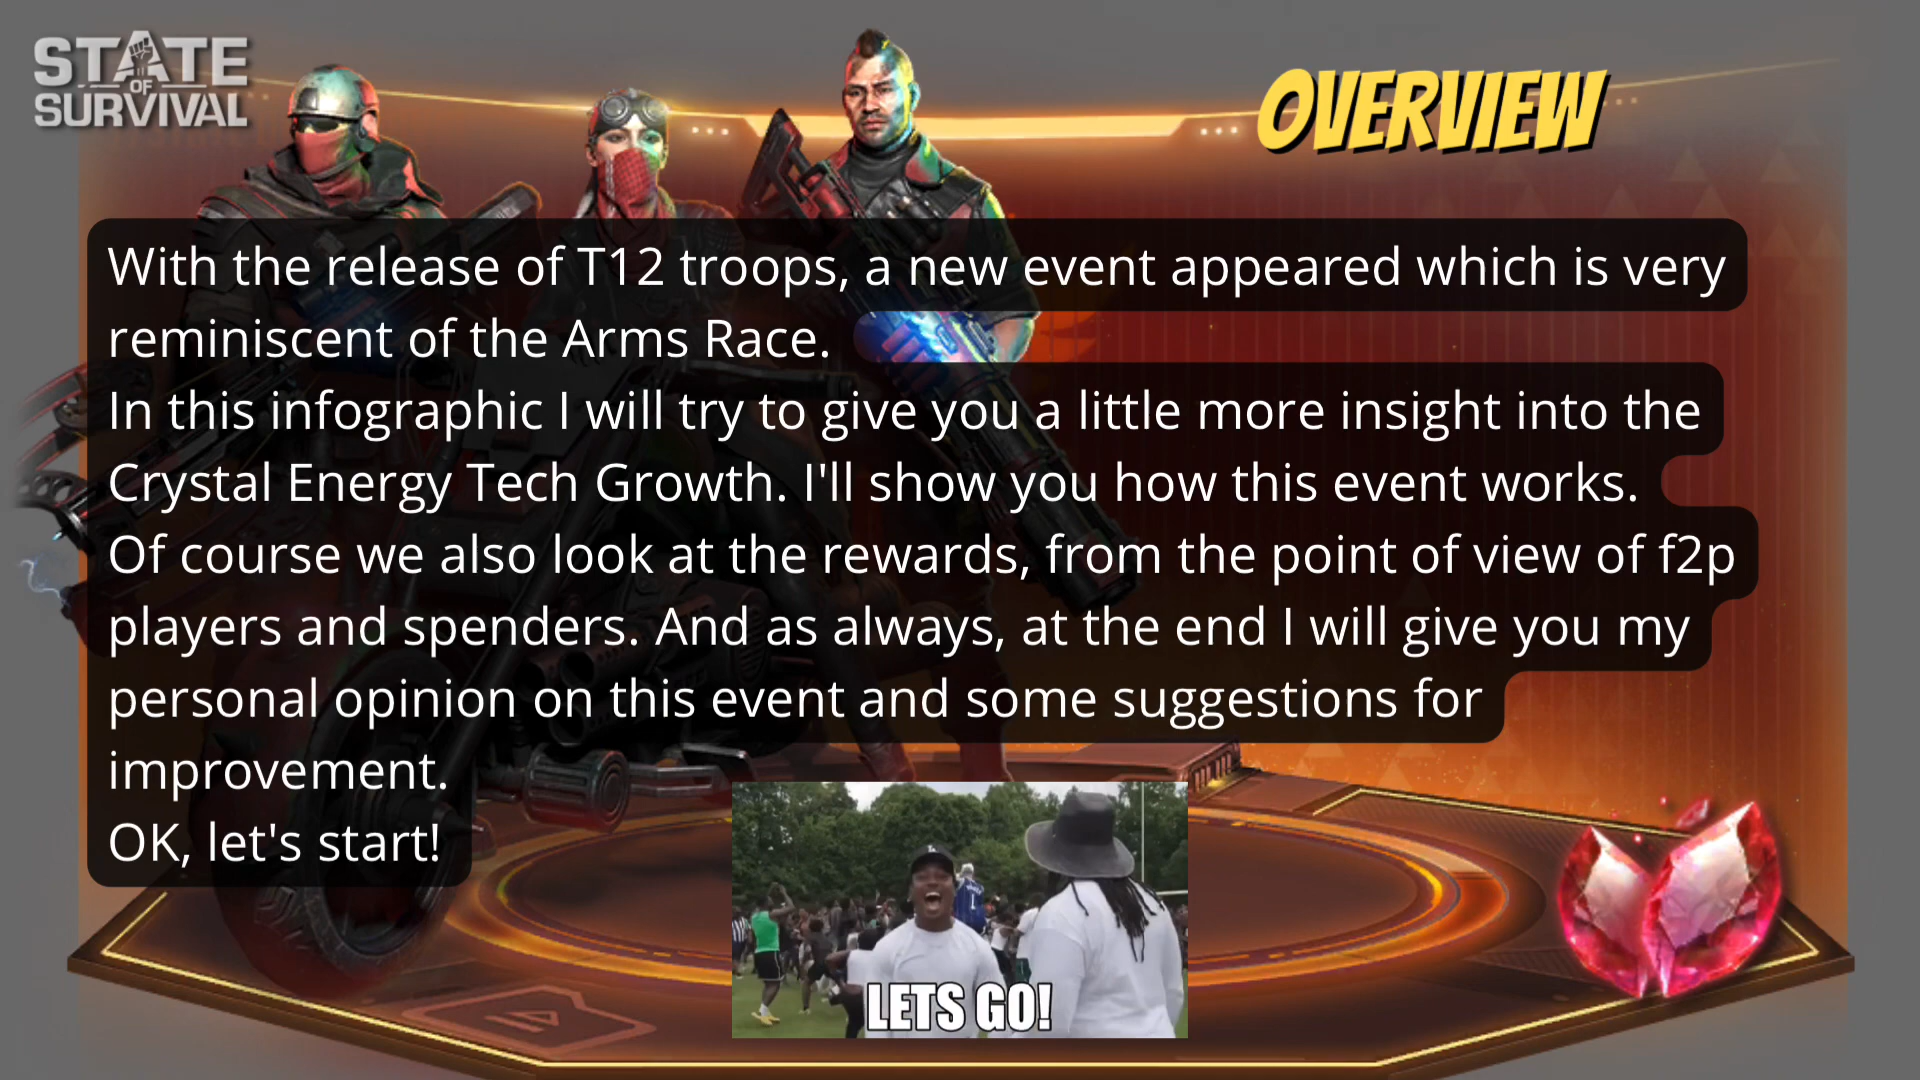 STATE
OF
SURVIVAL
OVERVIEW
With the release of T12 troops, a new event appeared which is very
reminiscent of the Arms Race.
In this infographic I will try to give you a little more insight into the
Crystal Energy Tech Growth. I'll show you how this event works.
Of course we also look at the rewards, from the point of view of f2p
players and spenders. And as always, at the end I will give you my
personal opinion on this event and some suggestions for
improvement.
OK, let's start!
LETS GO!